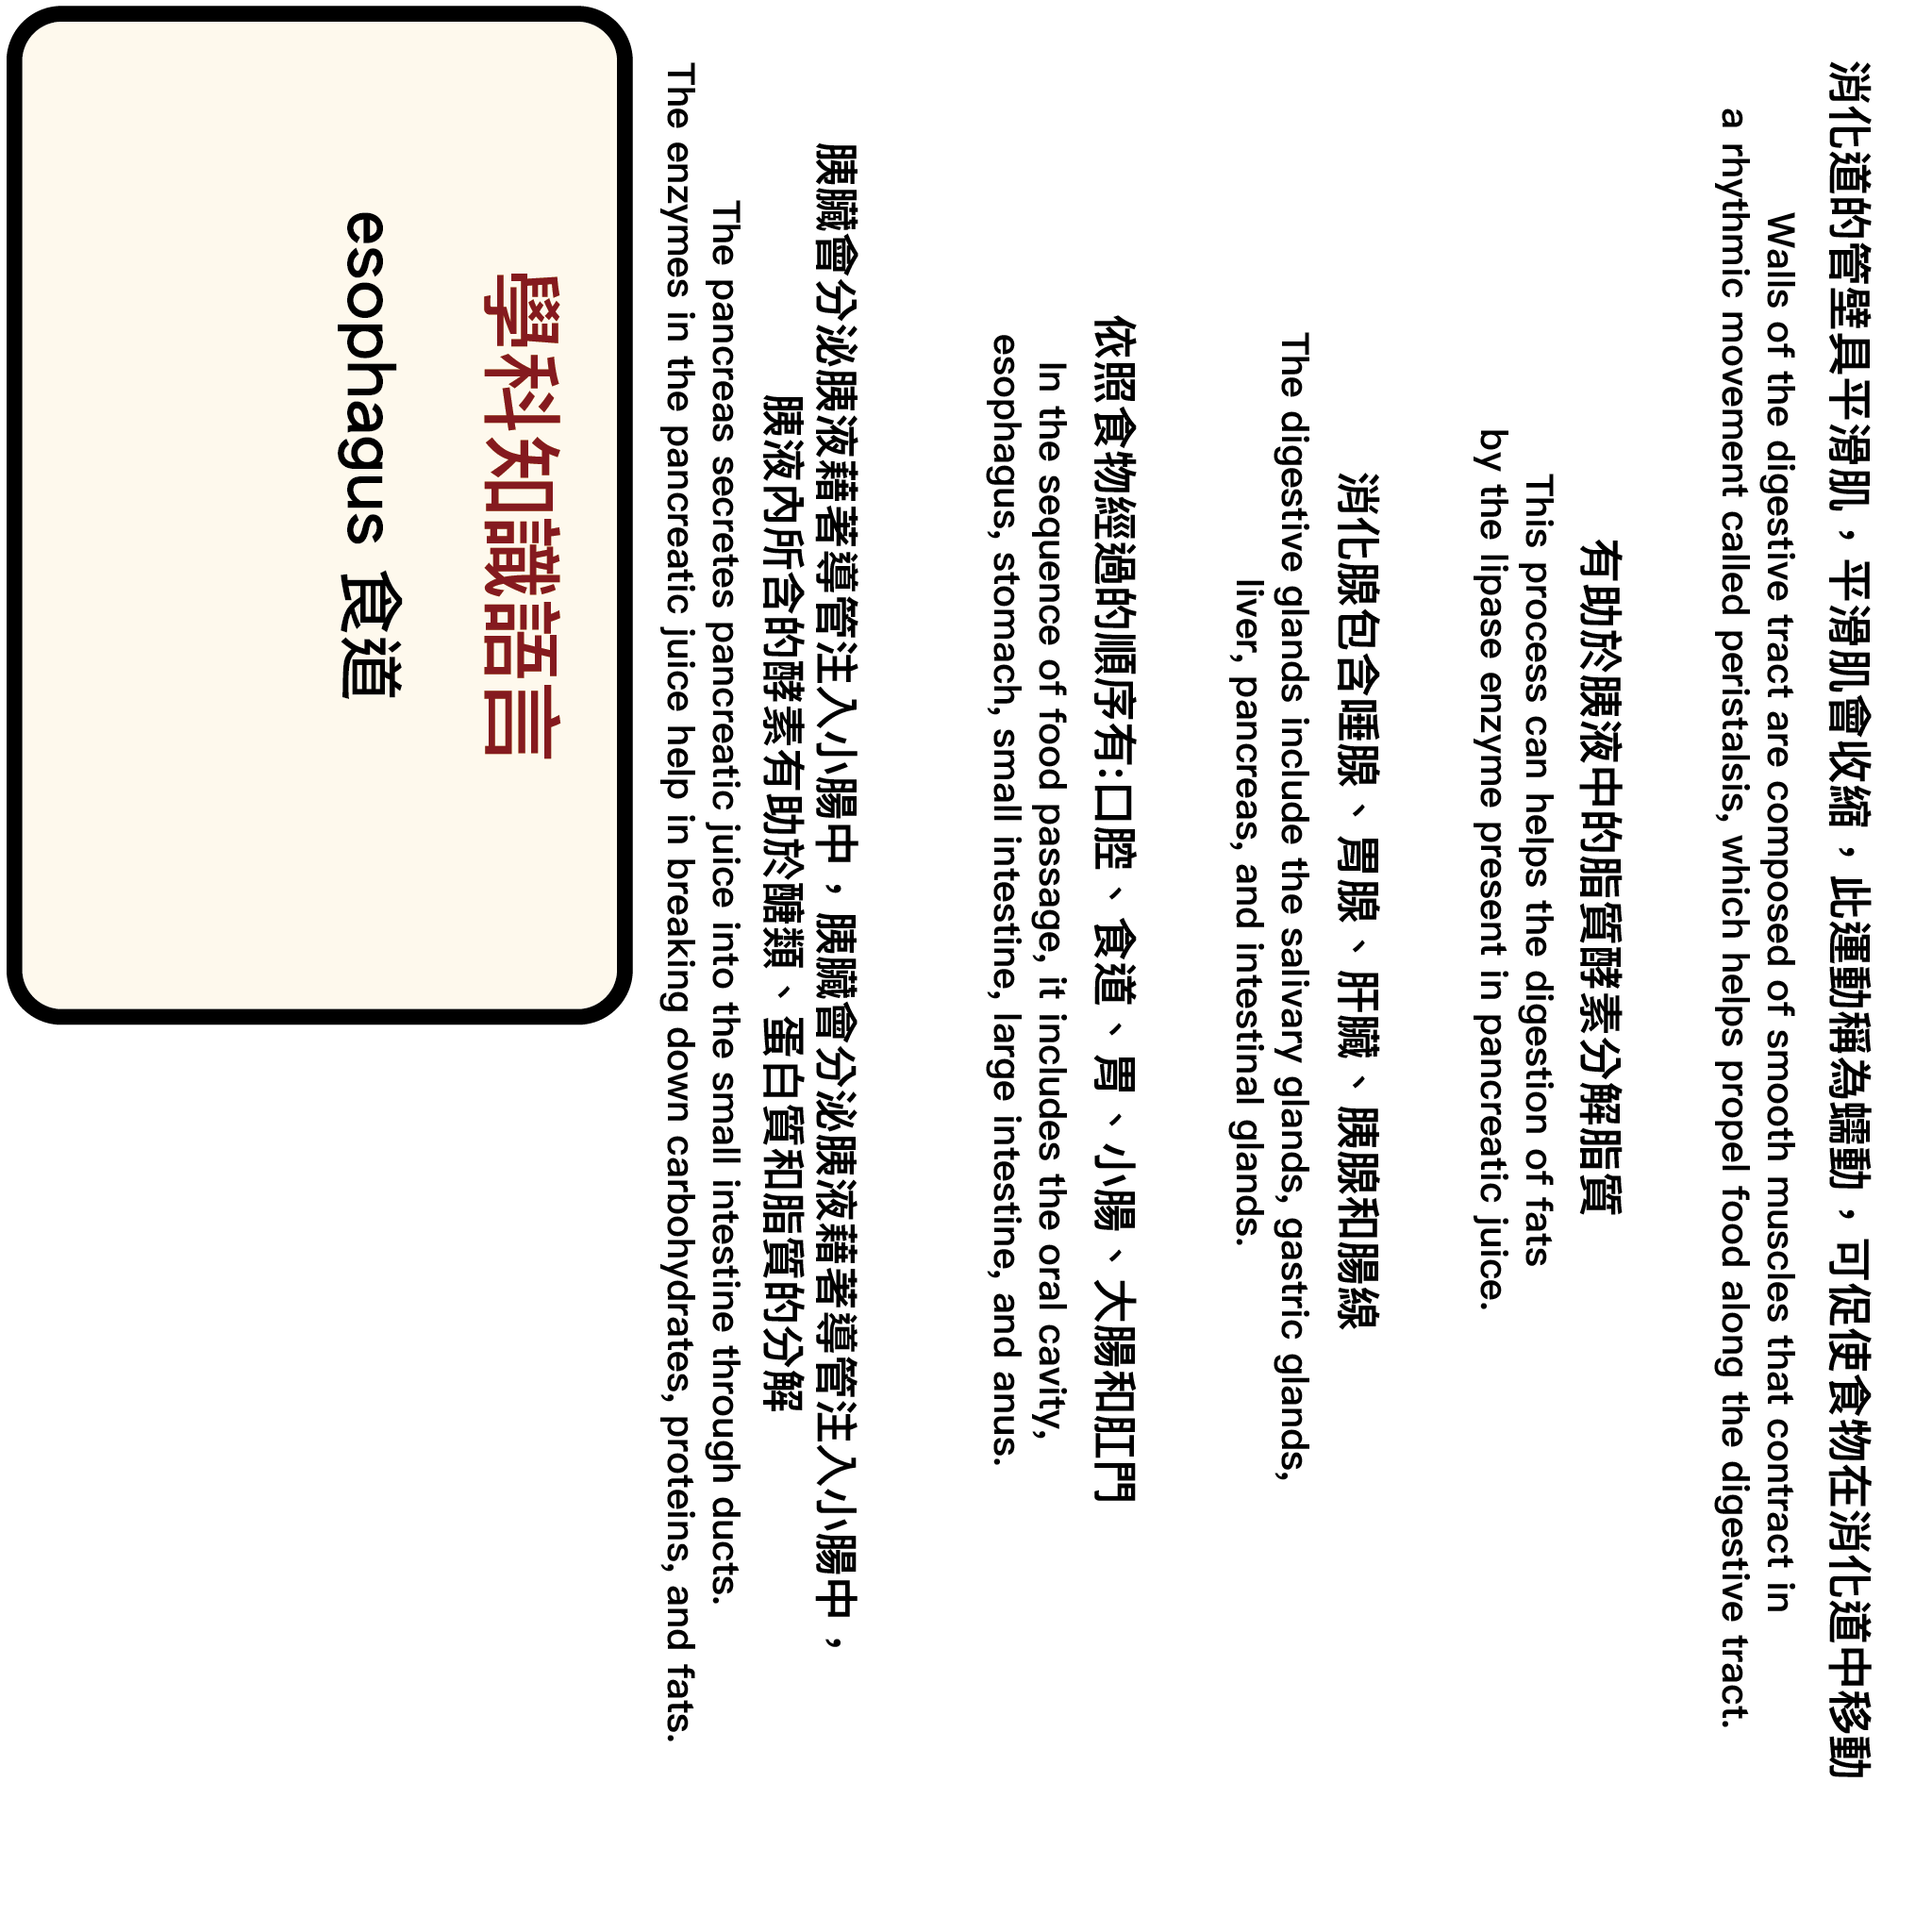 消化道的管壁具平滑肌，平滑肌會收縮，此運動稱為蠕動，可促使食物在消化道中移動
Walls of the digestive tract are composed of smooth muscles that contract in
a rhythmic movement called peristalsis, which helps propel food along the digestive tract.
有助於胰液中的脂質酵素分解脂質
This process can helps the digestion of fats
by the lipase enzyme present in pancreatic juice.
消化腺包含唾腺、胃腺、肝臟、胰腺和腸線
The digestive glands include the salivary glands, gastric glands,
liver, pancreas, and intestinal glands.
依照食物經過的順序有:口腔、食道、胃、小腸、大腸和肛門
In the sequence of food passage, it includes the oral cavity,
esophagus, stomach, small intestine, large intestine, and anus.
胰臟會分泌胰液藉著導管注入小腸中，胰臟會分泌胰液藉著導管注入小腸中，
胰液內所含的酵素有助於醣類、蛋白質和脂質的分解
The pancreas secretes pancreatic juice into the small intestine through ducts.
The enzymes in the pancreatic juice help in breaking down carbohydrates, proteins, and fats.
學科知識語言
esophagus 食道